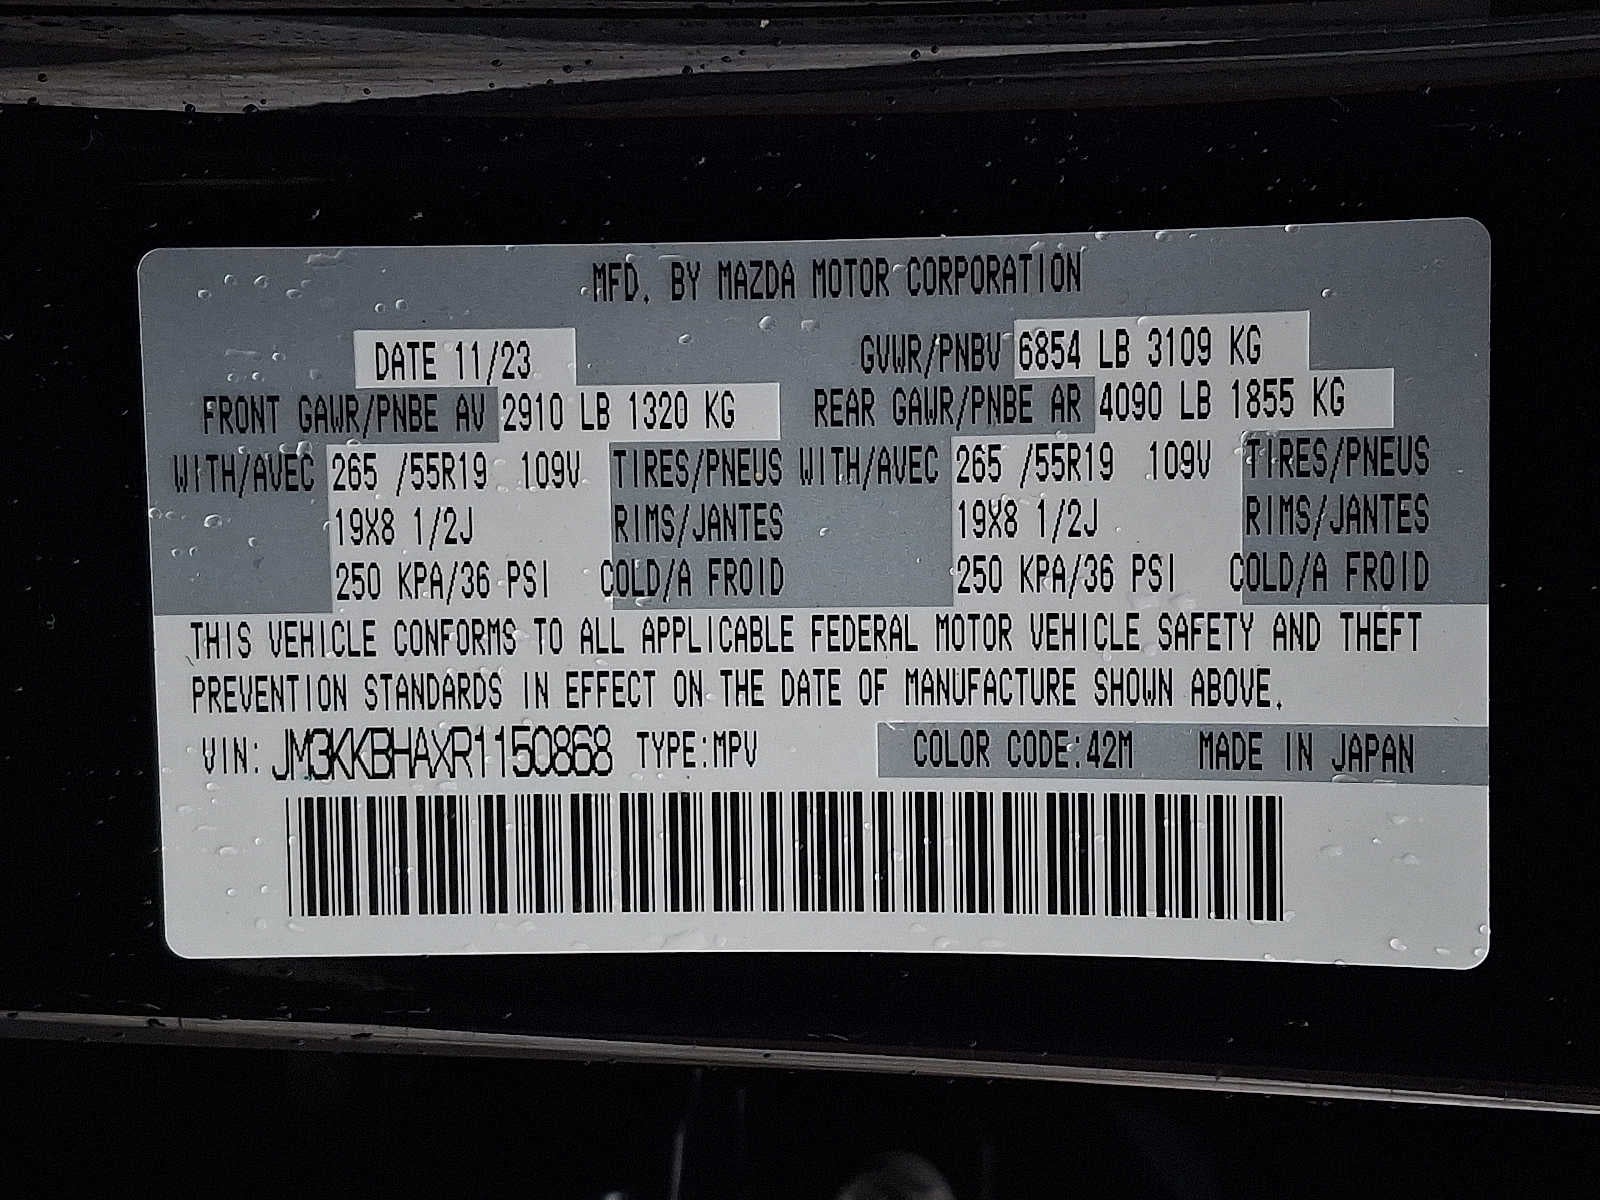 MFD. BY MAZDA MOTOR CORPORATION
DATE 11/23 GVWR/PNBV 6854 LB 3109 KG
FRONT GAWR/PNBE AV 2910 LB 1320 KG REAR GAWR/PNBE AR 4090 LB 1855 KG
WITH/AVEC 265 /55R19 109V TIRES/PNEUS WITH/AVEC 265 /55R19 109V TIRES/PNEUS
19X8 1/2J RIMS/JANTES 19X8 1/2J RIMS/JANTES
250 KPA/36 PSI COLD/A FROID 250 KPA/36 PSI COLD/A FROID
THIS VEHICLE CONFORMS TO ALL APPLICABLE FEDERAL MOTOR VEHICLE SAFETY AND THEFT
PREVENTION STANDARDS IN EFFECT ON THE DATE OF MANUFACTURE SHOWN ABOVE.
VIN: JM3KKBHAXR1150868 TYPE:MPV COLOR CODE:42M MADE IN JAPAN